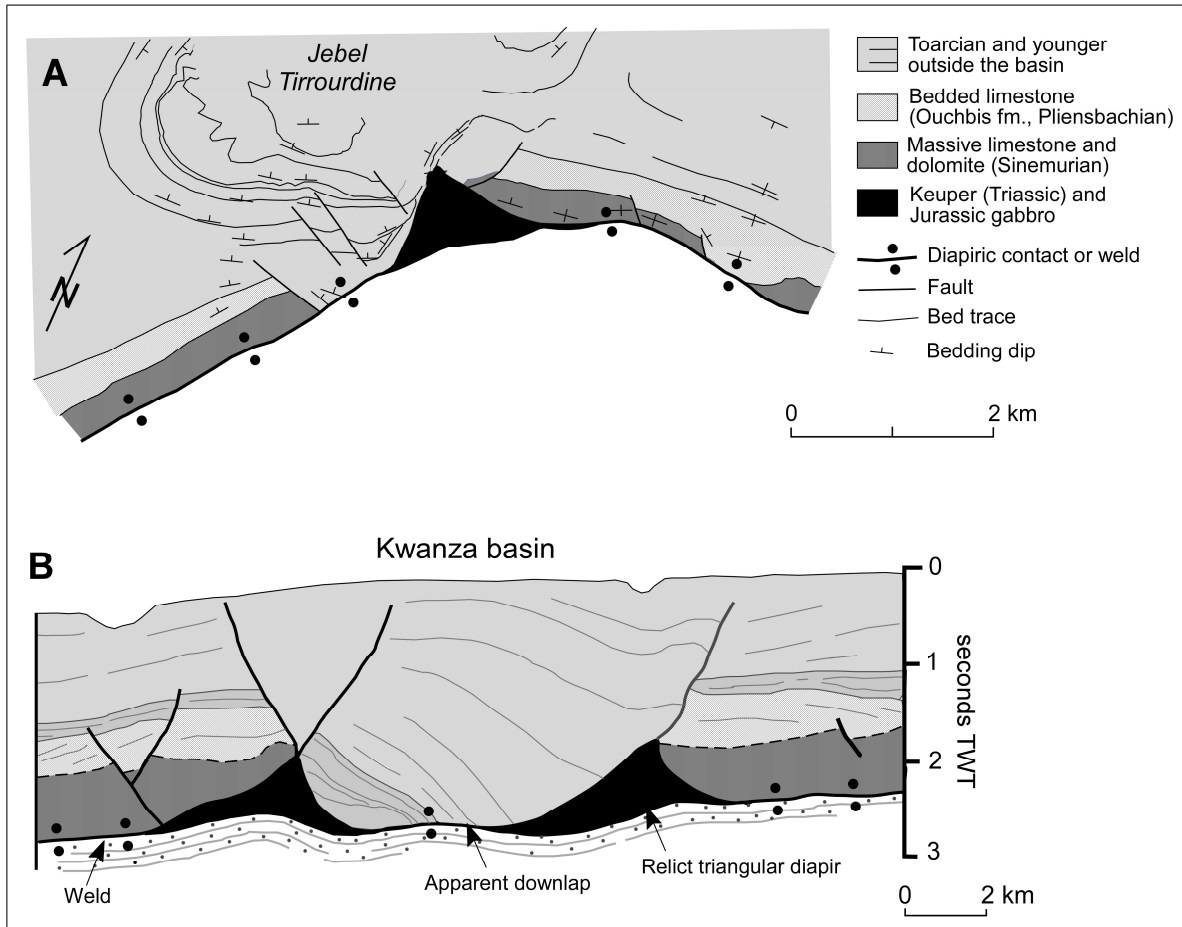 A
Jebel
Tirrourdine
N
Toarcian and younger
outside the basin
Bedded limestone
(Ouchbis fm., Pliensbachian)
Massive limestone and
dolomite (Sinemurian)
Keuper (Triassic) and
Jurassic gabbro
Diapiric contact or weld
Fault
Bed trace
Bedding dip
0 2 km
B
Kwanza basin
0
1
2
3
seconds TWT
Weld
Apparent downlap
Relict triangular diapir
0 2 km